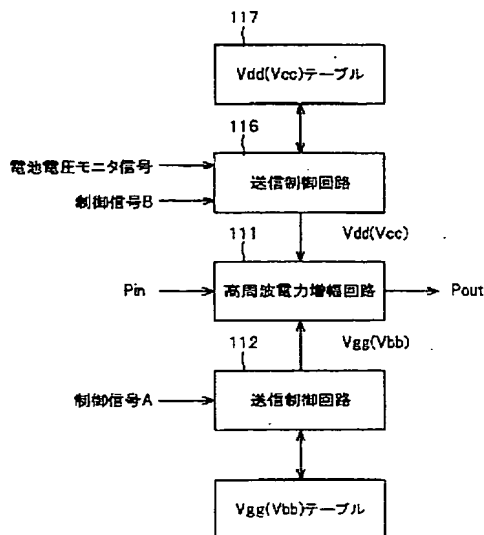 117
Vdd(Vcc)テーブル
116
電池電圧モニタ信号
送信制御回路
制御信号B
111
Vdd(Vcc)
Pin
高周波電力増幅回路
Pout
112
Vgg(Vbb)
制御信号A
送信制御回路
Vgg(Vbb)テーブル